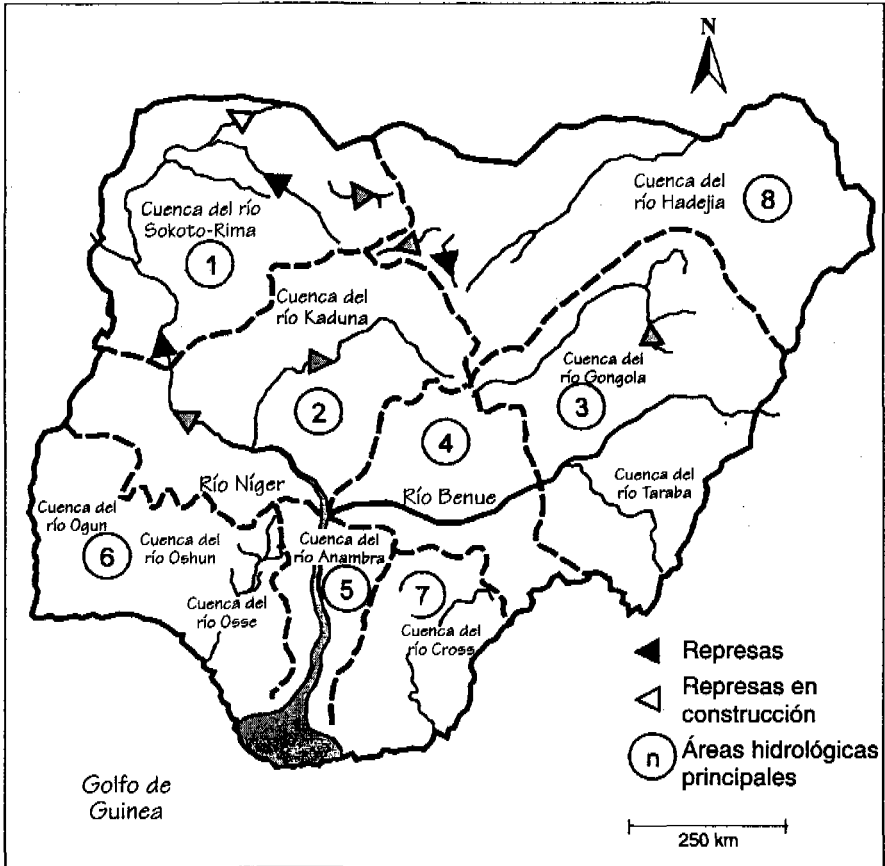 N
Cuenca del
río Hadejia
8
Cuenca del río
Sokoto-Rima
1
Cuenca del
río Kaduna
2
Cuenca del
río Gongola
3
4
Río Níger
Río Benue
Cuenca del
río Taraba
Cuenca del
río Ogun
6
Cuenca del
río Oshun
Cuenca del
río Osse
Cuenca del
río Anambra
5
7
Cuenca del
río Cross
Represas
Represas en
construcción
n
Áreas hidrológicas
principales
Golfo de
Guinea
250 km